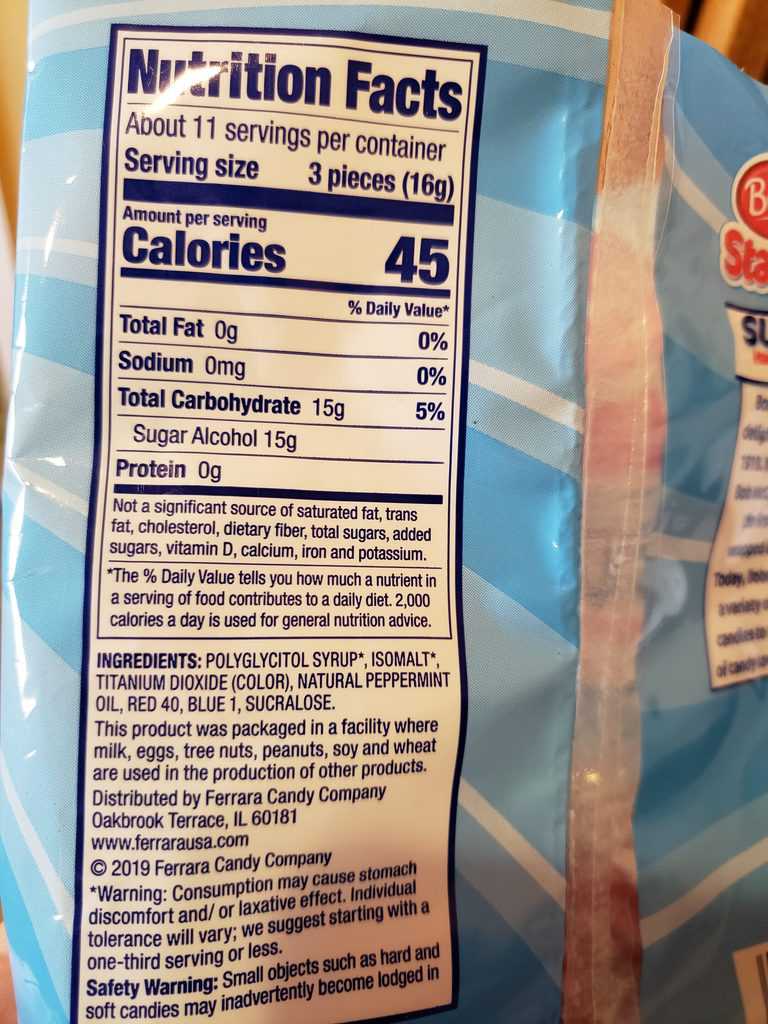 Nutrition Facts
About 11 servings per container
Serving size 3 pieces (16g)
Amount per serving
Calories 45
% Daily Value*
Total Fat 0g 0%
Sodium 0mg 0%
Total Carbohydrate 15g 5%
Sugar Alcohol 15g
Protein 0g
Not a significant source of saturated fat, trans
fat, cholesterol, dietary fiber, total sugars, added
sugars, vitamin D, calcium, iron and potassium.
*The % Daily Value tells you how much a nutrient in
a serving of food contributes to a daily diet. 2,000
calories a day is used for general nutrition advice.
INGREDIENTS: POLYGLYCITOL SYRUP*, ISOMALT*,
TITANIUM DIOXIDE (COLOR), NATURAL PEPPERMINT
OIL, RED 40, BLUE 1, SUCRALOSE.
This product was packaged in a facility where
milk, eggs, tree nuts, peanuts, soy and wheat
are used in the production of other products.
Distributed by Ferrara Candy Company
Oakbrook Terrace, IL 60181
www.ferrarausa.com
© 2019 Ferrara Candy Company
*Warning: Consumption may cause stomach
discomfort and/ or laxative effect. Individual
tolerance will vary; we suggest starting with a
one-third serving or less.
Safety Warning: Small objects such as hard and
soft candies may inadvertently become lodged in
B
Sta
SU
Today,